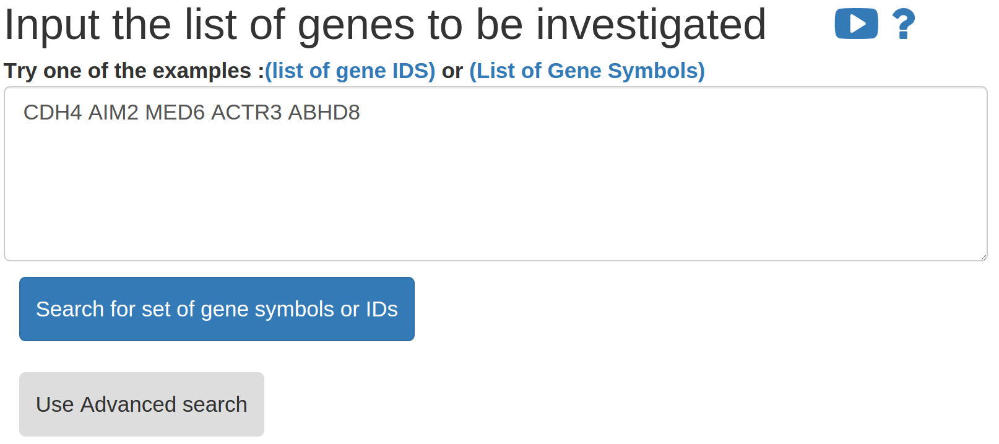 Input the list of genes to be investigated
Try one of the examples :(list of gene IDS) or (List of Gene Symbols)
CDH4 AIM2 MED6 ACTR3 ABHD8
Search for set of gene symbols or IDs
Use Advanced search